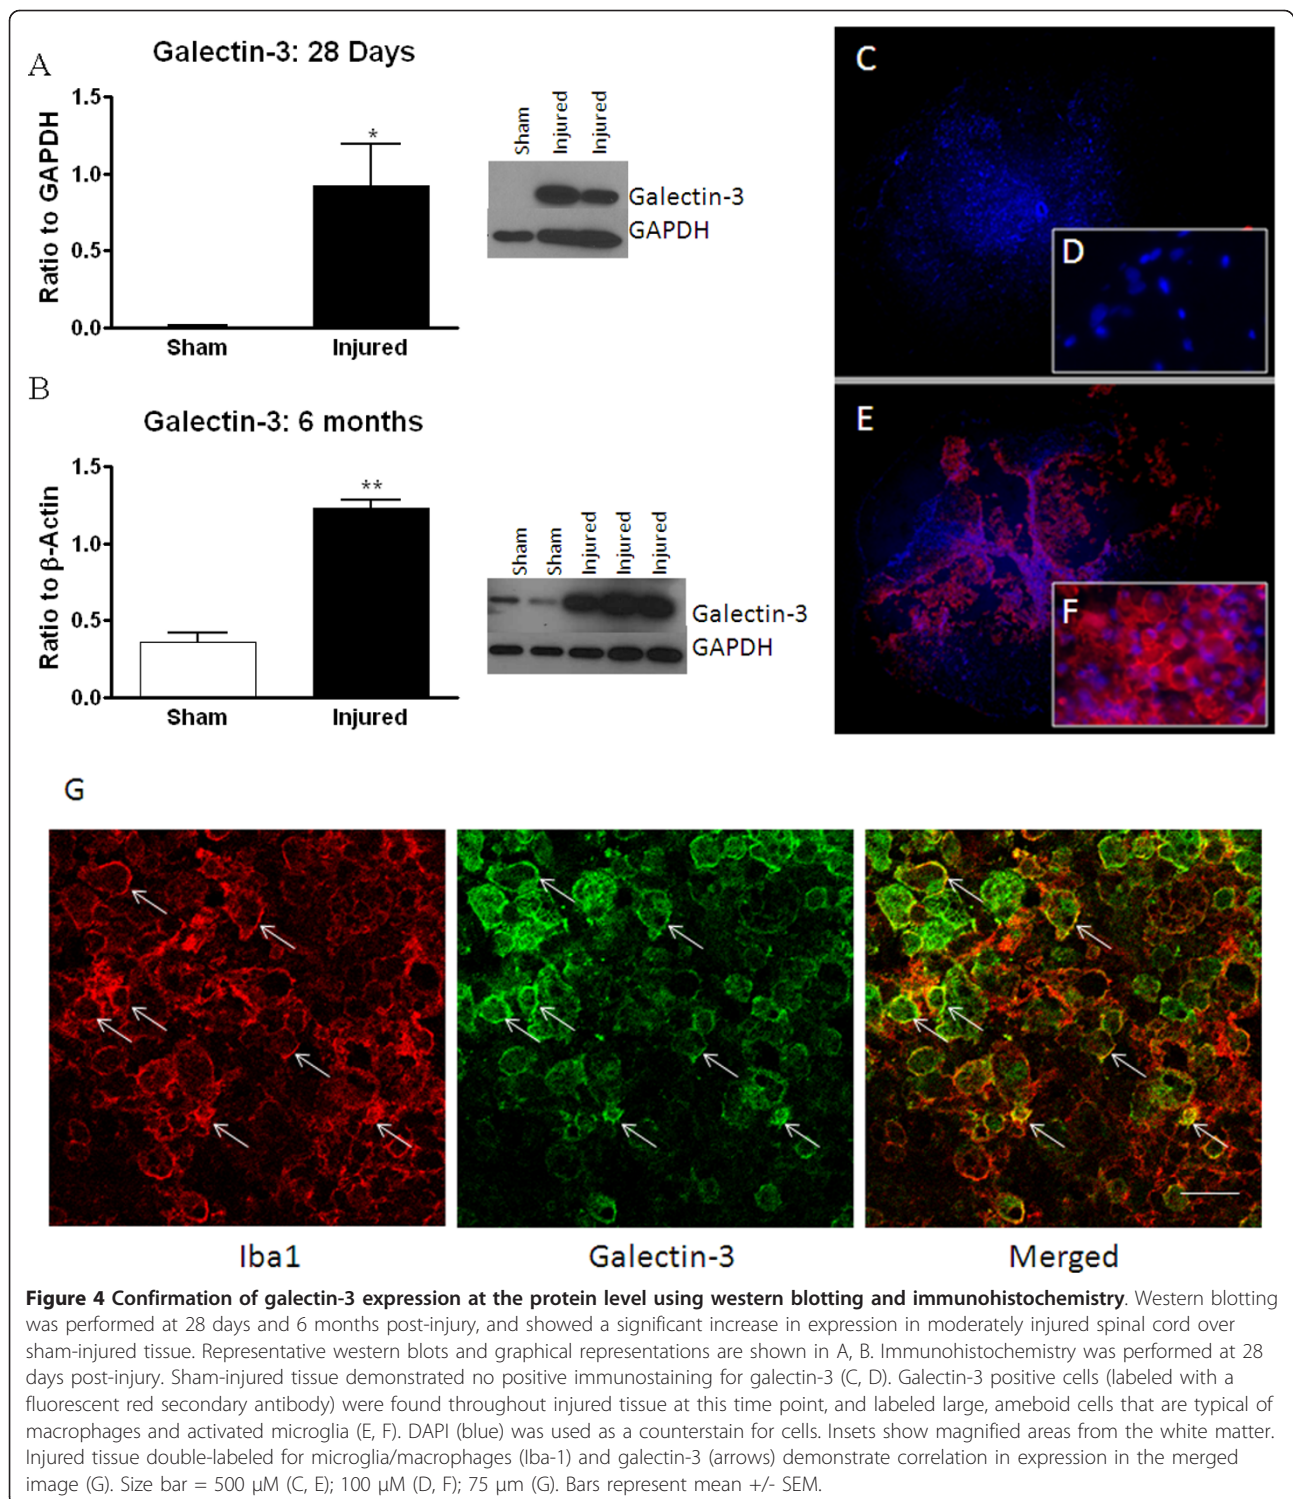 A
Galectin-3: 28 Days
Ratio to GAPDH
1.5
1.0
0.5
0.0
*
Sham
Injured
Sham
Injured
Injured
Galectin-3
GAPDH
B
Galectin-3: 6 months
Ratio to β-Actin
1.5
1.0
0.5
0.0
**
Sham
Injured
Sham
Sham
Injured
Injured
Injured
Galectin-3
GAPDH
C
D
E
F
G
Iba1
Galectin-3
Merged
Figure 4 Confirmation of galectin-3 expression at the protein level using western blotting and immunohistochemistry. Western blotting
was performed at 28 days and 6 months post-injury, and showed a significant increase in expression in moderately injured spinal cord over
sham-injured tissue. Representative western blots and graphical representations are shown in A, B. Immunohistochemistry was performed at 28
days post-injury. Sham-injured tissue demonstrated no positive immunostaining for galectin-3 (C, D). Galectin-3 positive cells (labeled with a
fluorescent red secondary antibody) were found throughout injured tissue at this time point, and labeled large, ameboid cells that are typical of
macrophages and activated microglia (E, F). DAPI (blue) was used as a counterstain for cells. Insets show magnified areas from the white matter.
Injured tissue double-labeled for microglia/macrophages (Iba-1) and galectin-3 (arrows) demonstrate correlation in expression in the merged
image (G). Size bar = 500 μM (C, E); 100 μM (D, F); 75 μm (G). Bars represent mean +/- SEM.